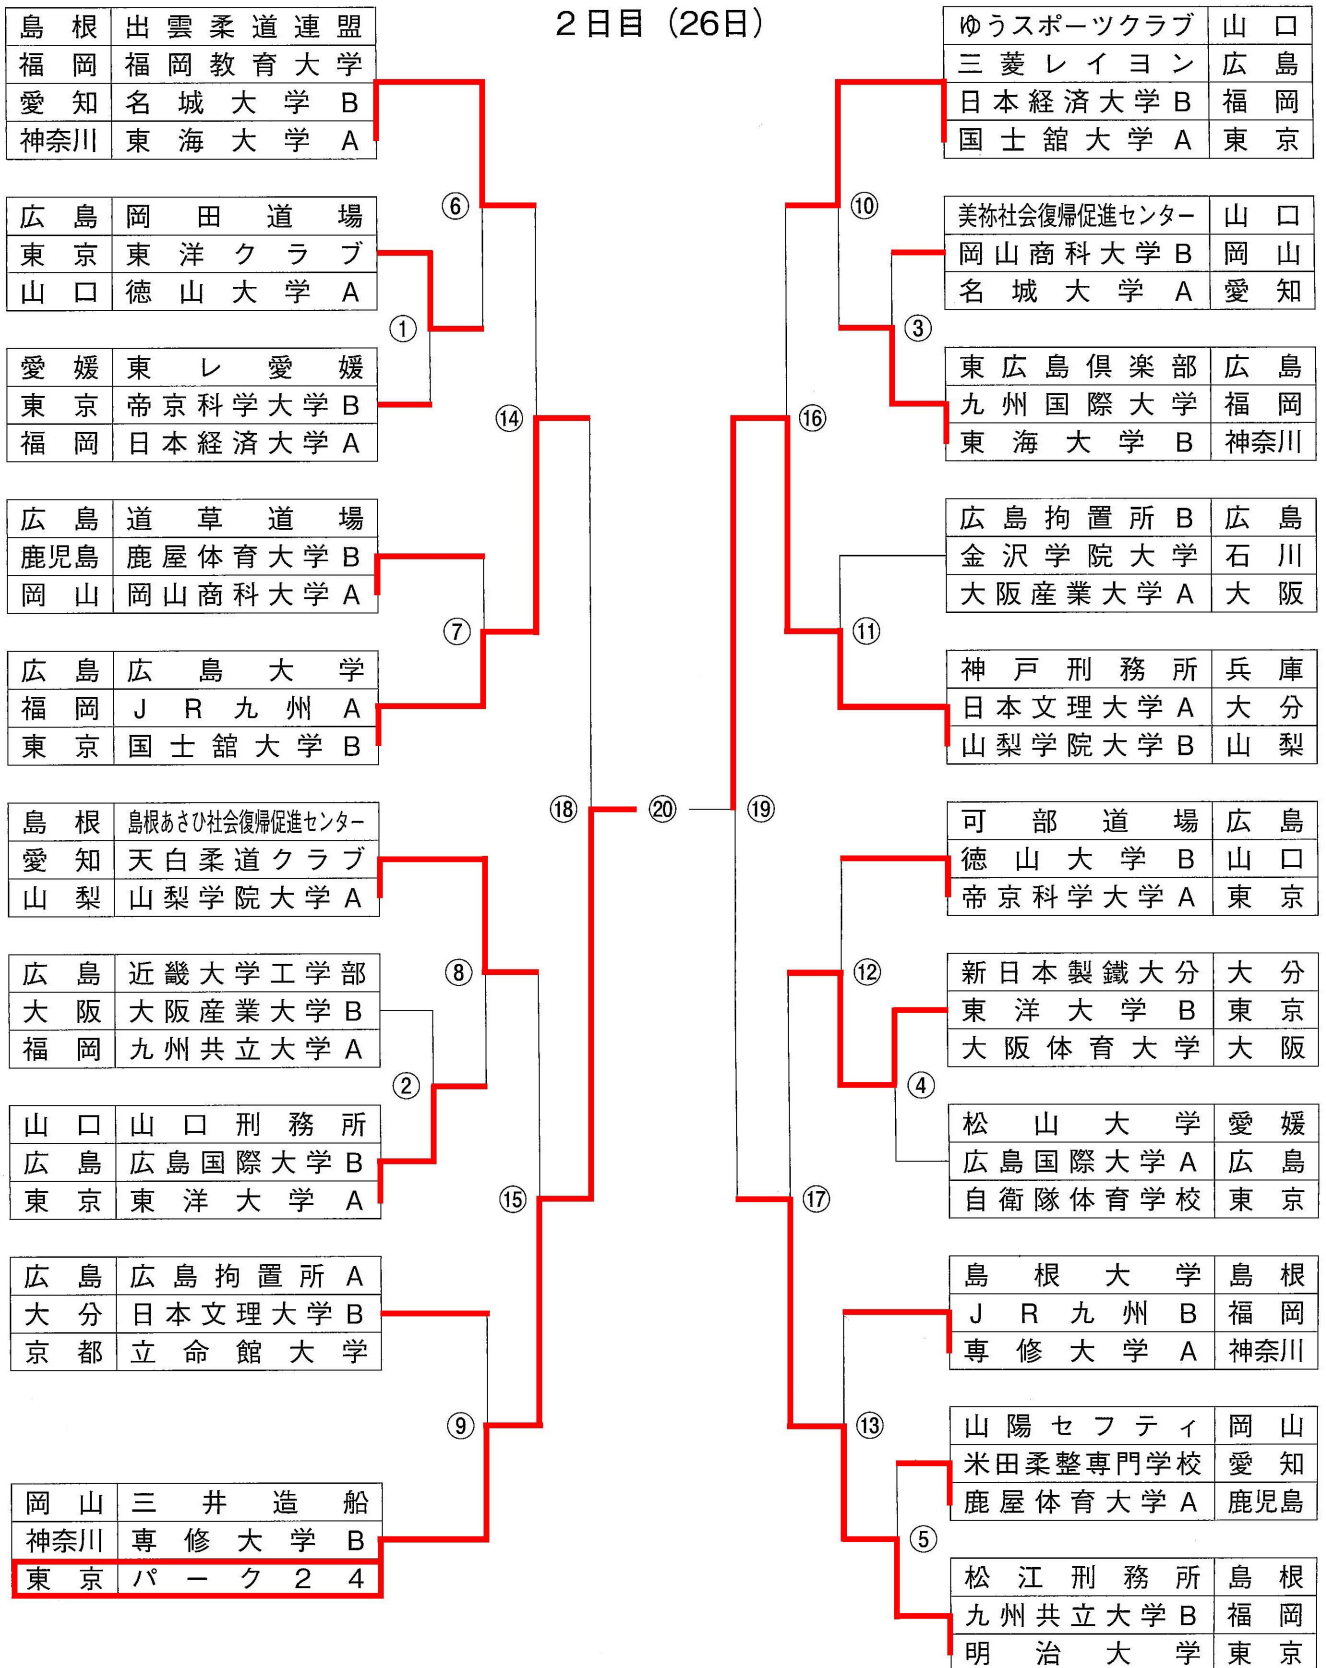 2日目（26日）
島根 出雲柔道連盟
福岡 福岡教育大学
愛知 名城大学B
神奈川 東海大学A
広島 岡田道場
東京 東洋クラブ
山口 徳山大学A
愛媛 東レ愛媛
東京 帝京科学大学B
福岡 日本経済大学A
広島 道草道場
鹿児島 鹿屋体育大学B
岡山 岡山商科大学A
広島 広島大学
福岡 JR九州A
東京 国士舘大学B
島根 島根あさひ社会復帰促進センター
愛知 天白柔道クラブ
山梨 山梨学院大学A
広島 近畿大学工学部
大阪 大阪産業大学B
福岡 九州共立大学A
山口 山口刑務所
広島 広島国際大学B
東京 東洋大学A
広島 広島拘置所A
大分 日本文理大学B
京都 立命館大学
岡山 三井造船
神奈川 専修大学B
東京 パーク24
⑥
①
⑭
⑦
⑱
⑧
②
⑮
⑨
⑳
⑩
③
⑯
⑪
⑲
⑫
④
⑰
⑬
⑤
ゆうスポーツクラブ 山口
三菱レイヨン 広島
日本経済大学B 福岡
国士舘大学A 東京
美祢社会復帰促進センター 山口
岡山商科大学B 岡山
名城大学A 愛知
東広島倶楽部 広島
九州国際大学 福岡
東海大学B 神奈川
広島拘置所B 広島
金沢学院大学 石川
大阪産業大学A 大阪
神戸刑務所 兵庫
日本文理大学A 大分
山梨学院大学B 山梨
可部道場 広島
徳山大学B 山口
帝京科学大学A 東京
新日本製鐵大分 大分
東洋大学B 東京
大阪体育大学 大阪
松山大学 愛媛
広島国際大学A 広島
自衛隊体育学校 東京
島根大学 島根
JR九州B 福岡
専修大学A 神奈川
山陽セフティ 岡山
米田柔整専門学校 愛知
鹿屋体育大学A 鹿児島
松江刑務所 島根
九州共立大学B 福岡
明治大学 東京